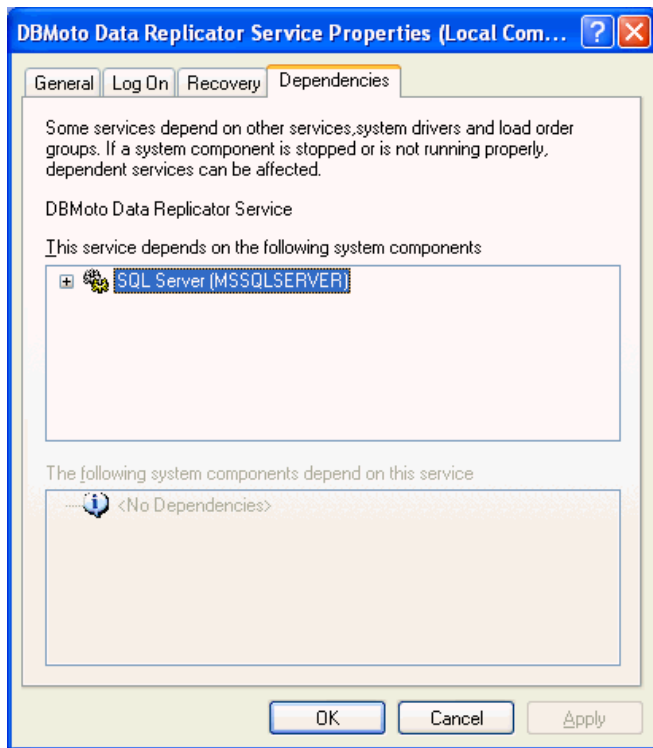 DBMoto Data Replicator Service Properties (Local Com...
General Log On Recovery Dependencies
Some services depend on other services,system drivers and load order
groups. If a system component is stopped or is not running properly,
dependent services can be affected.
DBMoto Data Replicator Service
This service depends on the following system components
SQL Server (MSSQLSERVER)
The following system components depend on this service
<No Dependencies>
OK Cancel Apply